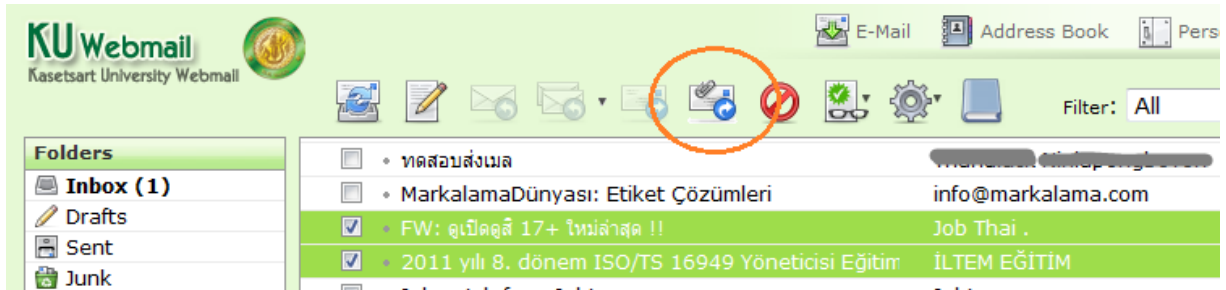 KU Webmail
Kasetsart University Webmail
E-Mail
Address Book
Filter: All
Folders
Inbox (1)
Drafts
Sent
Junk
ทดสอบส่งเมล
MarkalamaDünyası: Etiket Çözümleri info@markalama.com
FW: ดูเปิดดูสิ 17+ ใหม่ล่าสุด !! Job Thai .
2011 yılı 8. dönem ISO/TS 16949 Yöneticisi Eğitim İLTEM EĞİTİM